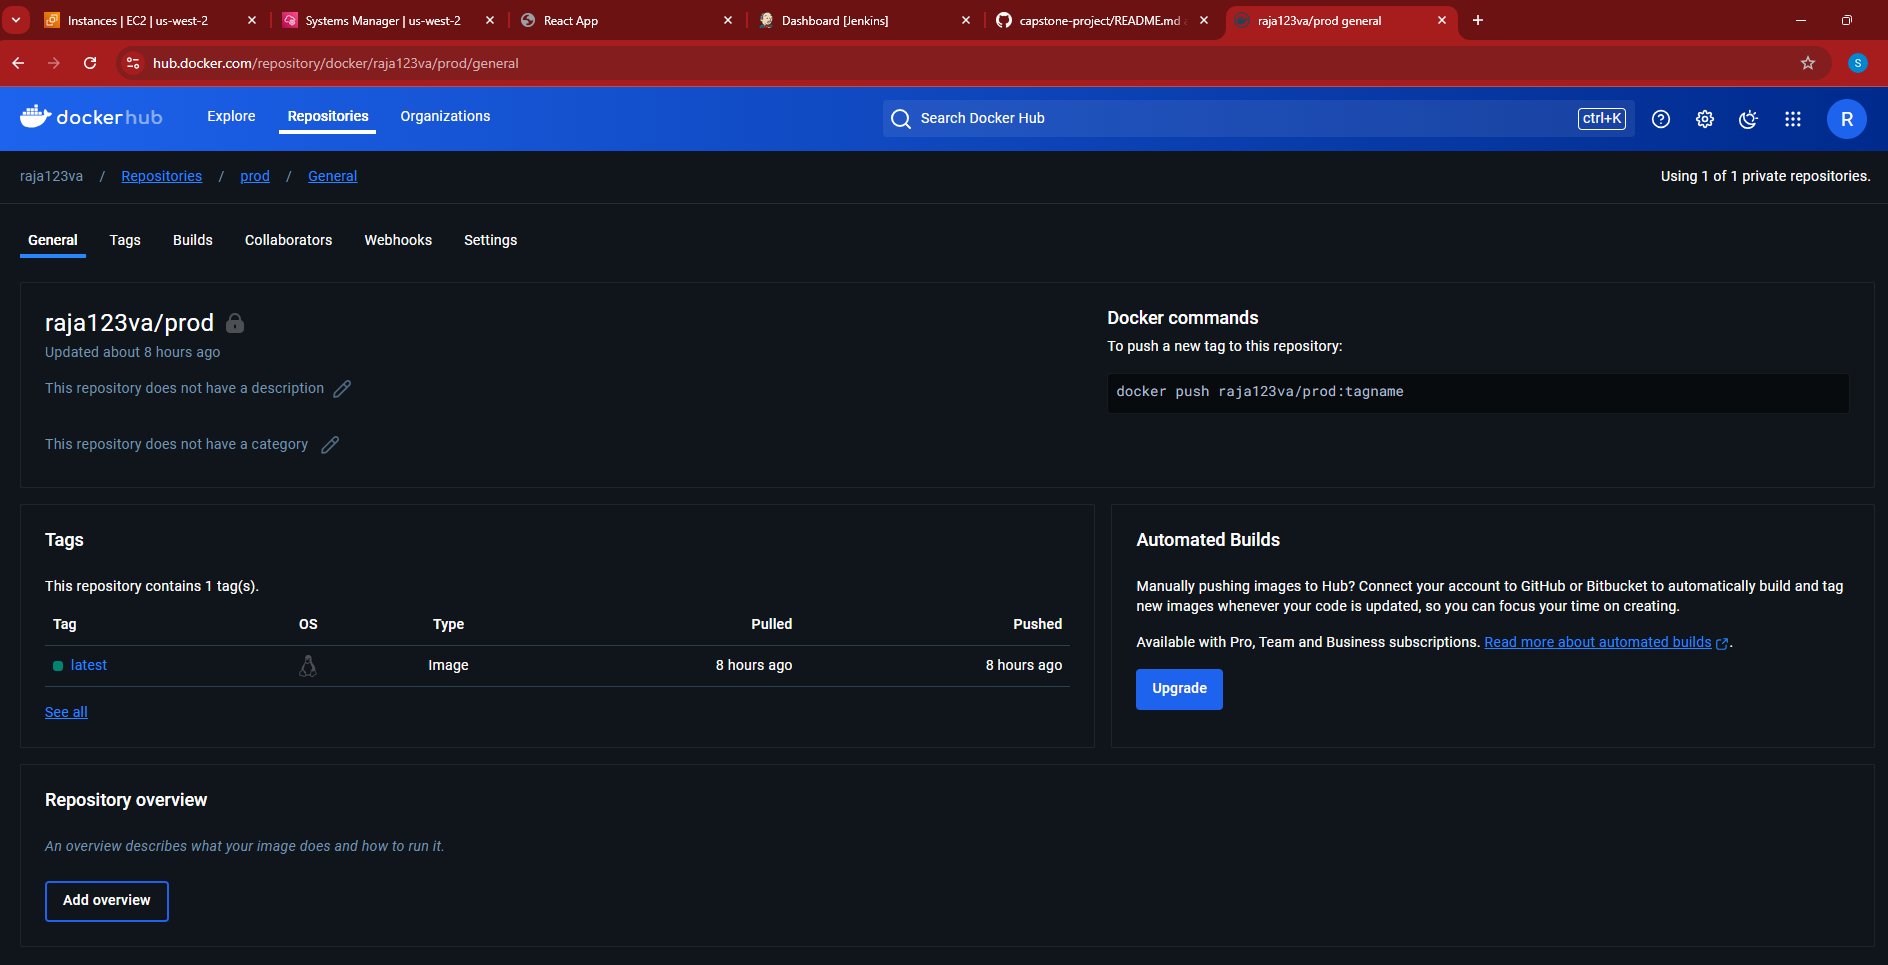 Instances | EC2 | us-west-2
Systems Manager | us-west-2
React App
Dashboard [Jenkins]
capstone-project/README.md
raja123va/prod general
hub.docker.com/repository/docker/raja123va/prod/general
S
dockerhub
Explore
Repositories
Organizations
Search Docker Hub
ctrl+K
R
raja123va / Repositories / prod / General
Using 1 of 1 private repositories.
General
Tags
Builds
Collaborators
Webhooks
Settings
raja123va/prod
Updated about 8 hours ago
This repository does not have a description
This repository does not have a category
Docker commands
To push a new tag to this repository:
docker push raja123va/prod:tagname
Tags
This repository contains 1 tag(s).
Tag OS Type Pulled Pushed
latest Image 8 hours ago 8 hours ago
See all
Automated Builds
Manually pushing images to Hub? Connect your account to GitHub or Bitbucket to automatically build and tag
new images whenever your code is updated, so you can focus your time on creating.
Available with Pro, Team and Business subscriptions. Read more about automated builds .
Upgrade
Repository overview
An overview describes what your image does and how to run it.
Add overview